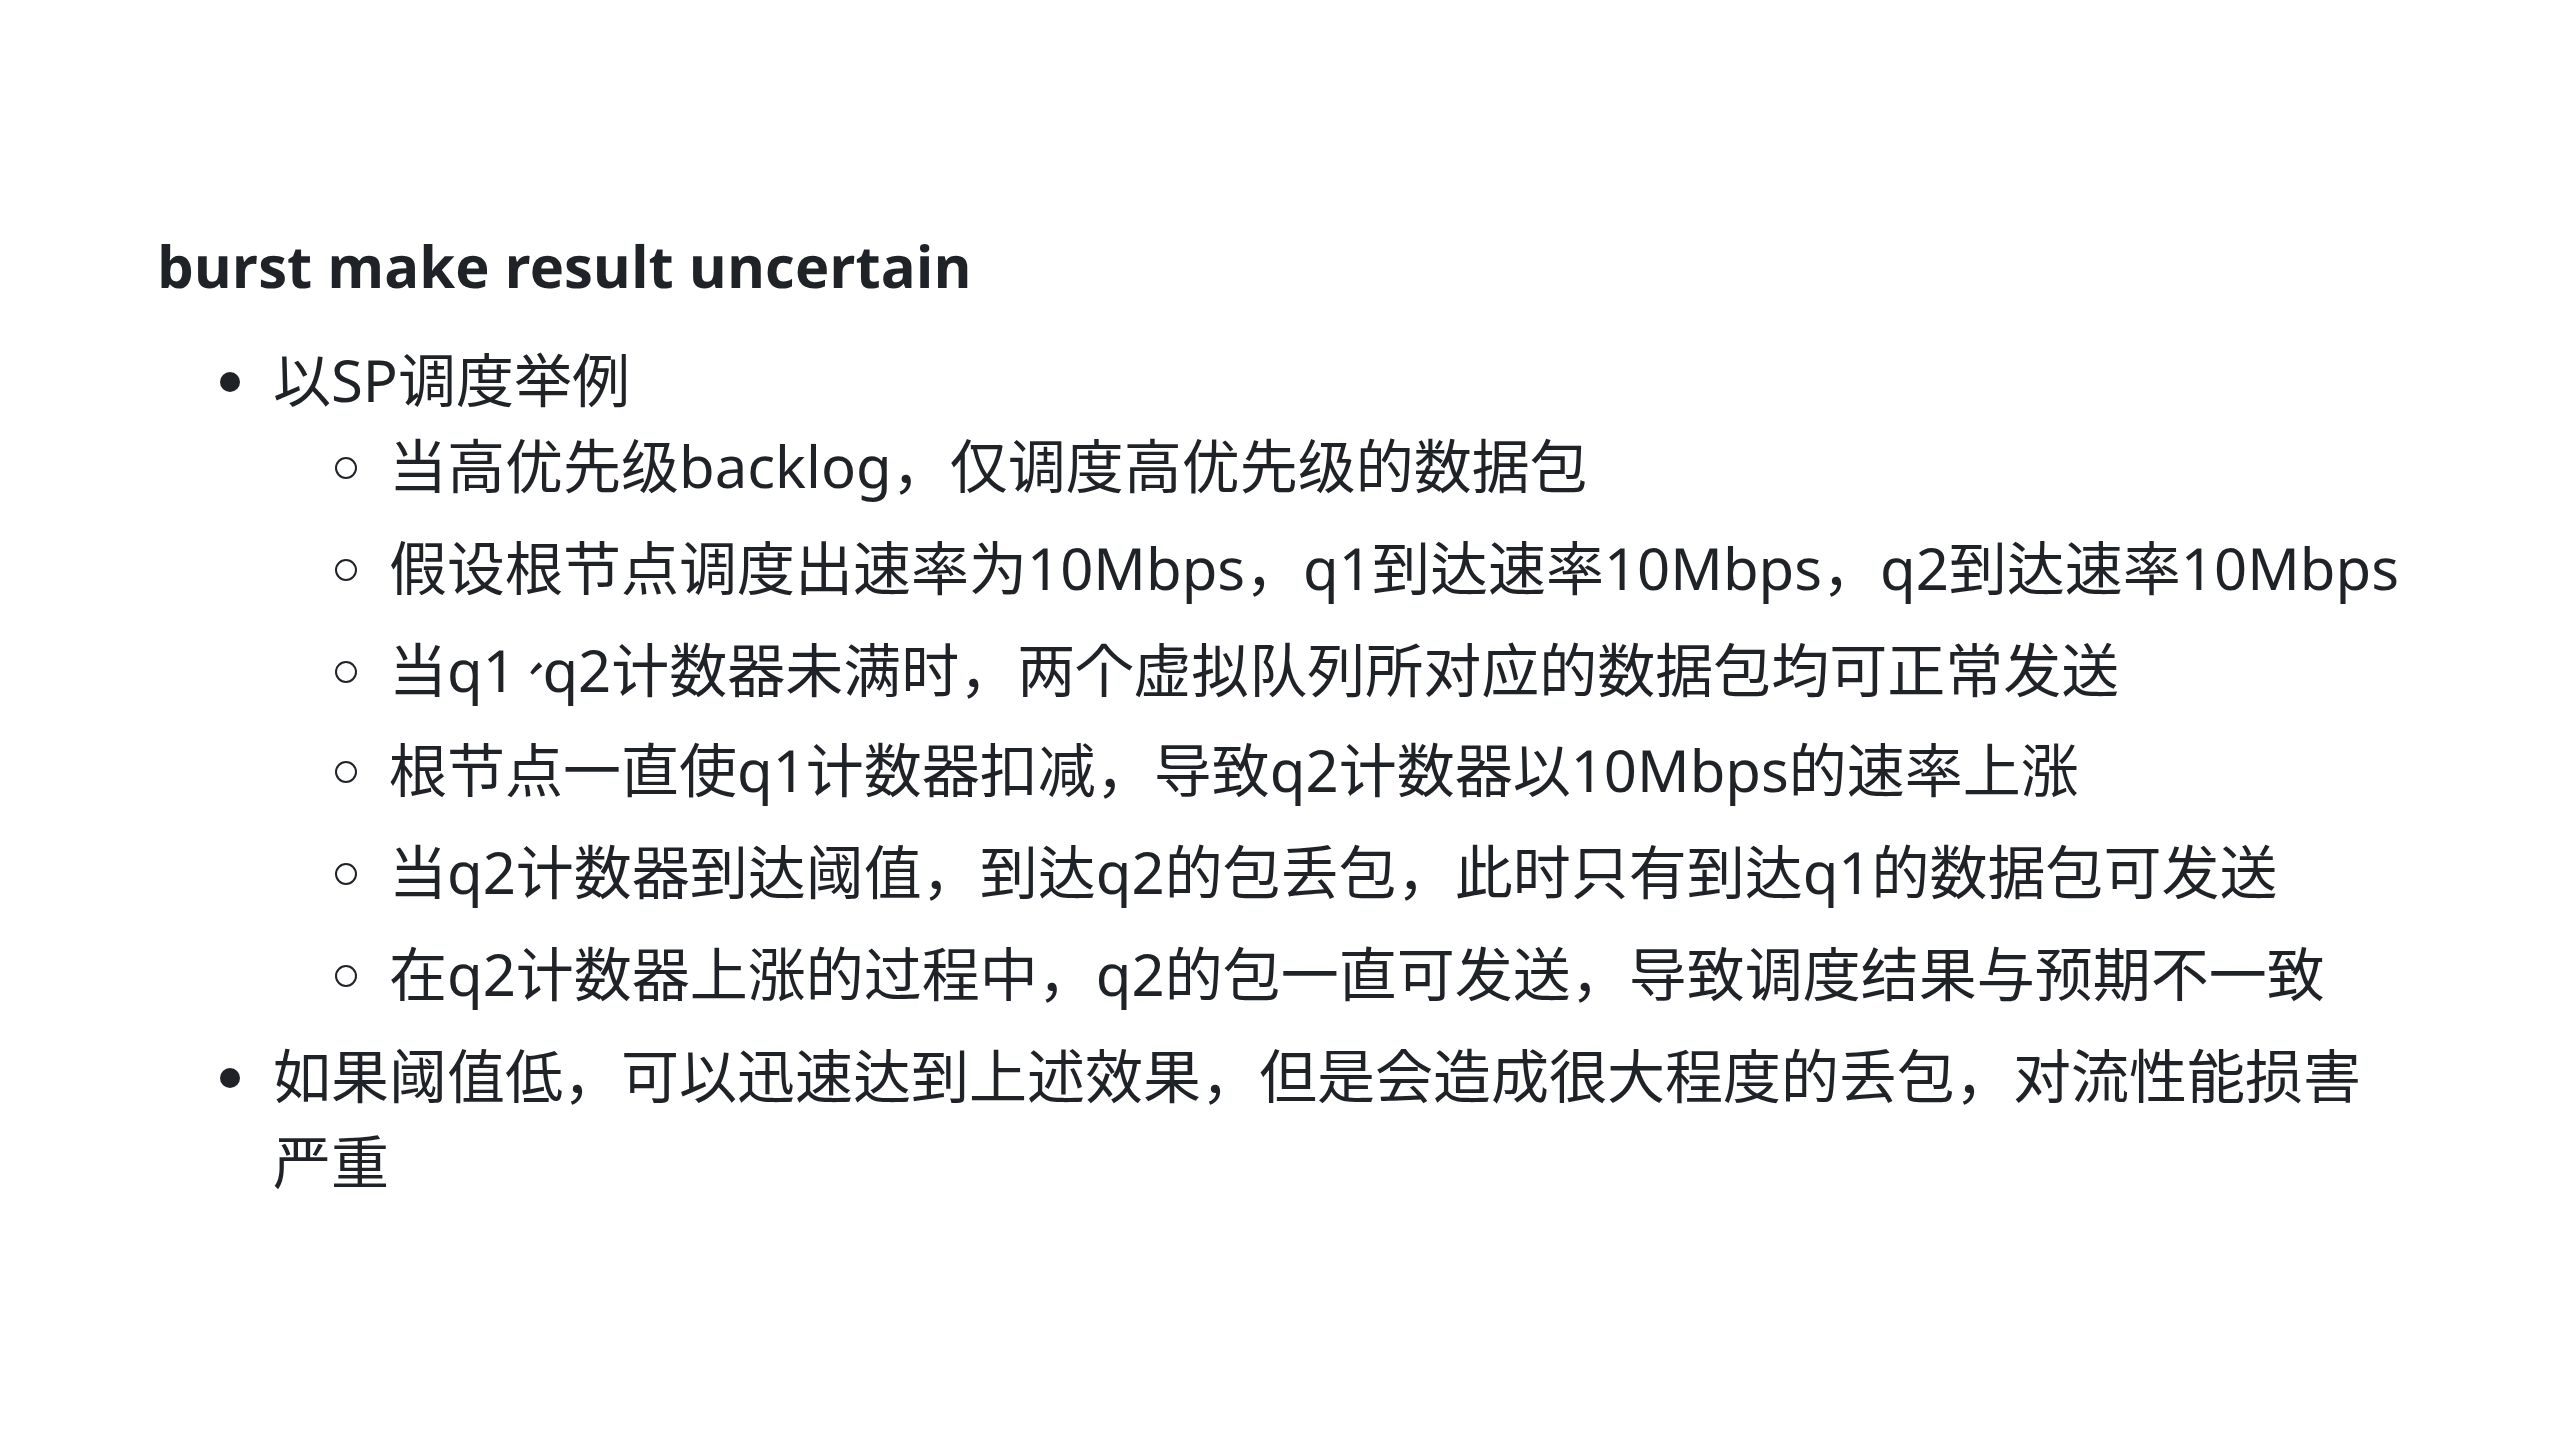 burst make result uncertain
以SP调度举例
当高优先级backlog，仅调度高优先级的数据包
假设根节点调度出速率为10Mbps，q1到达速率10Mbps，q2到达速率10Mbps
当q1 ˊq2计数器未满时，两个虚拟队列所对应的数据包均可正常发送
根节点一直使q1计数器扣减，导致q2计数器以10Mbps的速率上涨
当q2计数器到达阈值，到达q2的包丢包，此时只有到达q1的数据包可发送
在q2计数器上涨的过程中，q2的包一直可发送，导致调度结果与预期不一致
如果阈值低，可以迅速达到上述效果，但是会造成很大程度的丢包，对流性能损害
严重